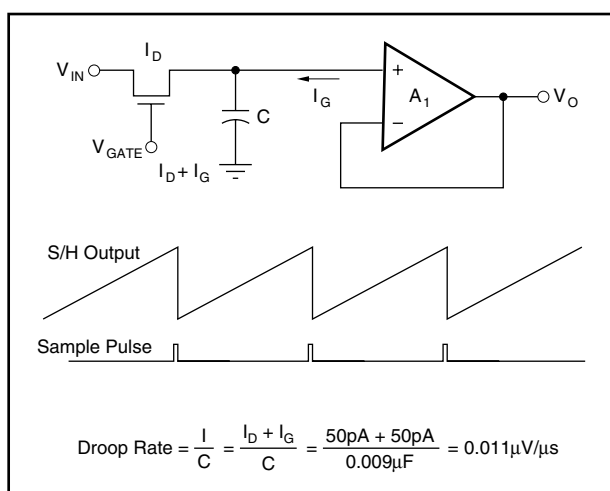 I_D
V_IN
+
A_1
V_O
I_G
C
−
V_GATE
I_D + I_G
S/H Output
Sample Pulse
Droop Rate = I/C = (I_D + I_G)/C = (50pA + 50pA)/0.009µF = 0.011µV/µs